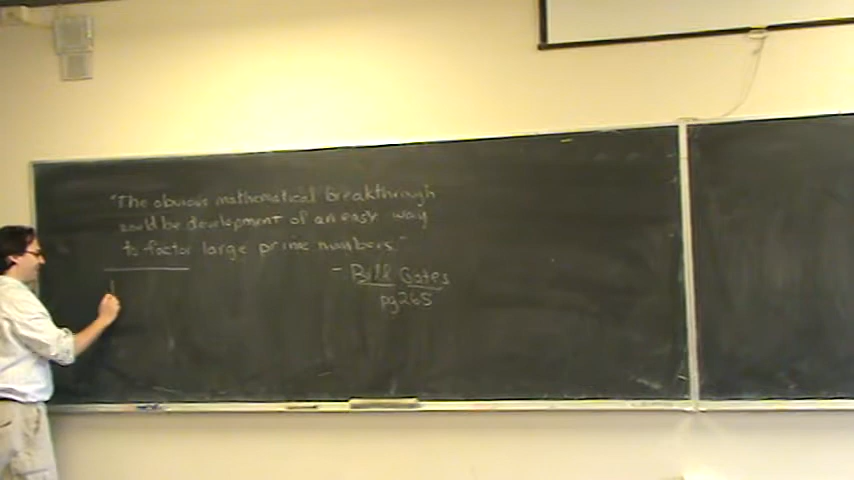 "The obvious mathematical breakthrough
would be development of an easy way
to factor large prime numbers."
- Bill Gates
pg265